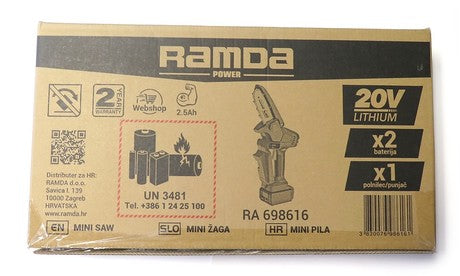 RAMDA
POWER
2 YEAR
WARRANTY
Webshop
2.5Ah
20V
LITHIUM
x2
baterija
x1
polnilec/punjač
Distributer za HR:
RAMDA d.o.o.
Savica I. 139
10000 Zagreb
HRVATSKA
www.ramda.hr
UN 3481
Tel. +386 1 24 25 100
RA 698616
EN MINI SAW
SLO MINI ŽAGA
HR MINI PILA
3830076986161